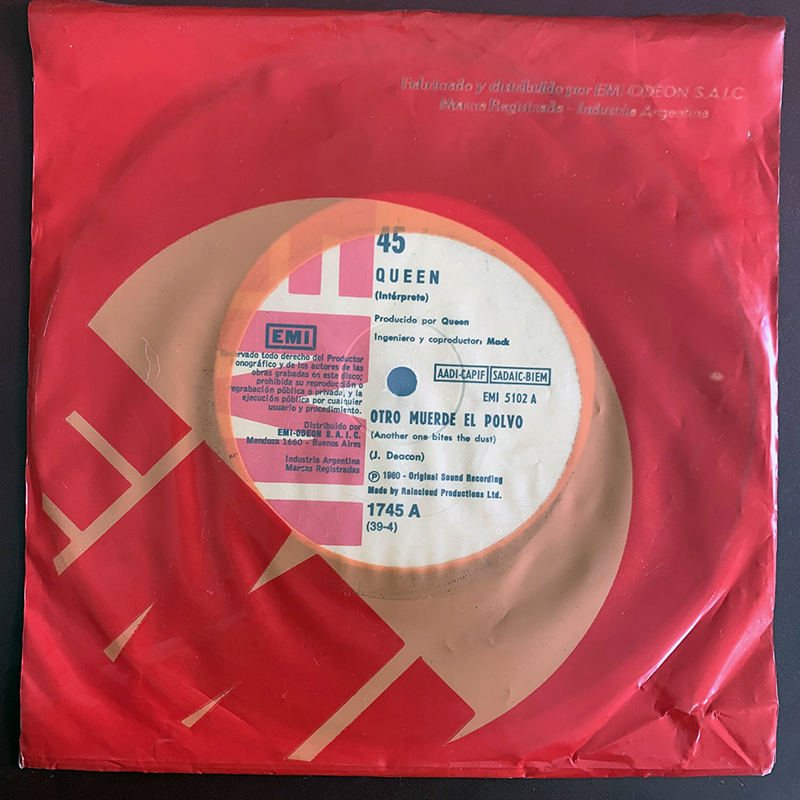 Fabricado y distribuído por EMI-ODEON S.A.I.C.
Marca Registrada - Industria Argentina
45
QUEEN
(Intérprete)
Producido por Queen
Ingeniero y coproductor: Mack
EMI
AADI-CAPIF SADAIC-BIEM
EMI 5102 A
Reservado todo derecho del Productor
onográfico y de los autores de las
obras grabadas en este disco;
prohibida su reproducción o
regrabación pública o privada, y la
ejecución pública por cualquier
usuario y procedimiento.
Distribuido por
EMI-ODEON S. A. I. C.
Mendoza 1660 - Buenos Aires
Industria Argentina
Marcas Registradas
OTRO MUERDE EL POLVO
(Another one bites the dust)
(J. Deacon)
Ⓟ 1980 - Original Sound Recording
Made by Raincloud Productions Ltd.
1745 A
(39-4)